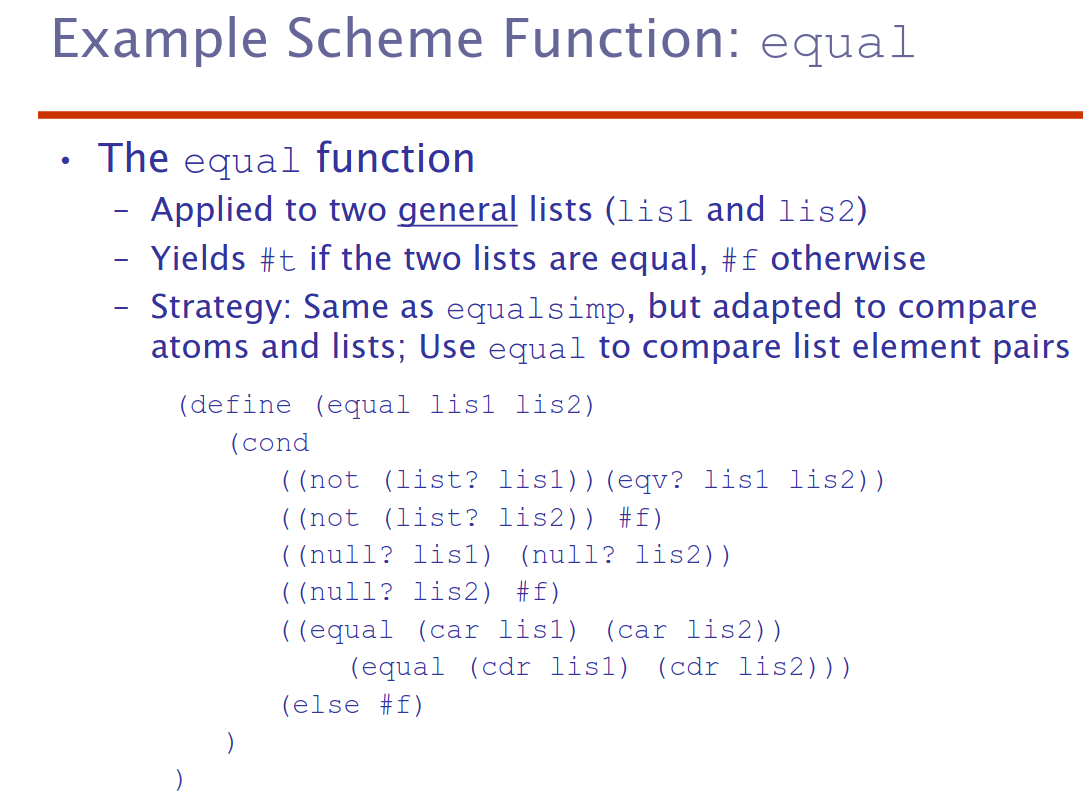 Example Scheme Function: equal
• The equal function
– Applied to two general lists (lis1 and lis2)
– Yields #t if the two lists are equal, #f otherwise
– Strategy: Same as equalsimp, but adapted to compare
atoms and lists; Use equal to compare list element pairs
(define (equal lis1 lis2)
(cond
((not (list? lis1))(eqv? lis1 lis2))
((not (list? lis2)) #f)
((null? lis1) (null? lis2))
((null? lis2) #f)
((equal (car lis1) (car lis2))
(equal (cdr lis1) (cdr lis2)))
(else #f)
)
)